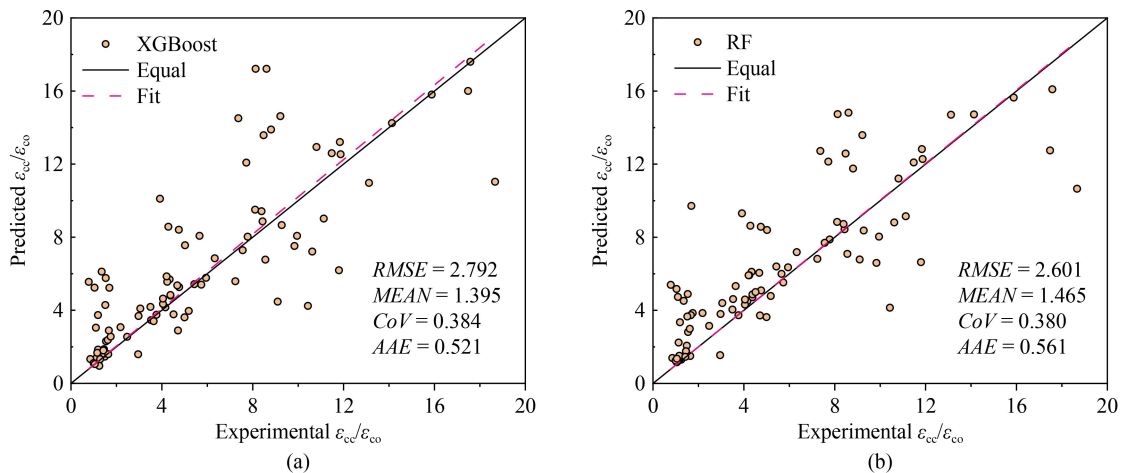 20
16
12
8
4
0
Predicted εcc/εco
XGBoost
Equal
Fit
RMSE = 2.792
MEAN = 1.395
CoV = 0.384
AAE = 0.521
0 4 8 12 16 20
Experimental εcc/εco
(a)
20
16
12
8
4
0
Predicted εcc/εco
RF
Equal
Fit
RMSE = 2.601
MEAN = 1.465
CoV = 0.380
AAE = 0.561
0 4 8 12 16 20
Experimental εcc/εco
(b)